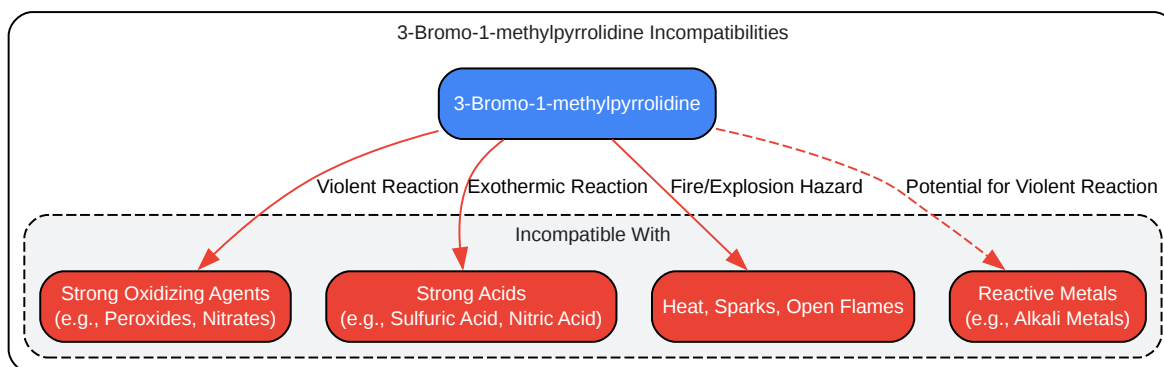 3-Bromo-1-methylpyrrolidine Incompatibilities
3-Bromo-1-methylpyrrolidine
Violent Reaction
Exothermic Reaction
Fire/Explosion Hazard
Potential for Violent Reaction
Incompatible With
Strong Oxidizing Agents
(e.g., Peroxides, Nitrates)
Strong Acids
(e.g., Sulfuric Acid, Nitric Acid)
Heat, Sparks, Open Flames
Reactive Metals
(e.g., Alkali Metals)